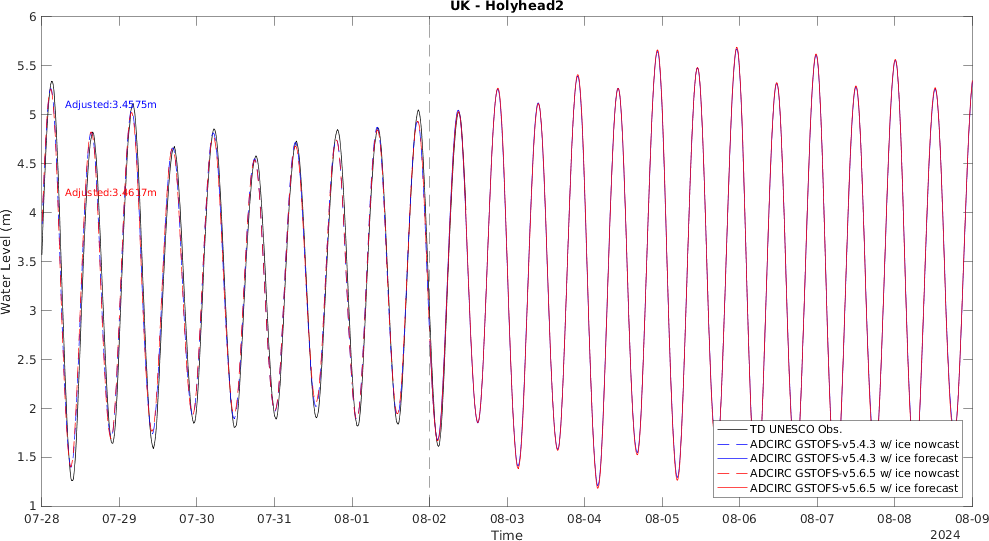 UK - Holyhead2
6
5.5
5
4.5
4
3.5
3
2.5
2
1.5
1
Water Level (m)
Adjusted:3.4575m
Adjusted:3.4617m
TD UNESCO Obs.
ADCIRC GSTOFS-v5.4.3 w/ ice nowcast
ADCIRC GSTOFS-v5.4.3 w/ ice forecast
ADCIRC GSTOFS-v5.6.5 w/ ice nowcast
ADCIRC GSTOFS-v5.6.5 w/ ice forecast
07-28 07-29 07-30 07-31 08-01 08-02 08-03 08-04 08-05 08-06 08-07 08-08 08-09
Time
2024